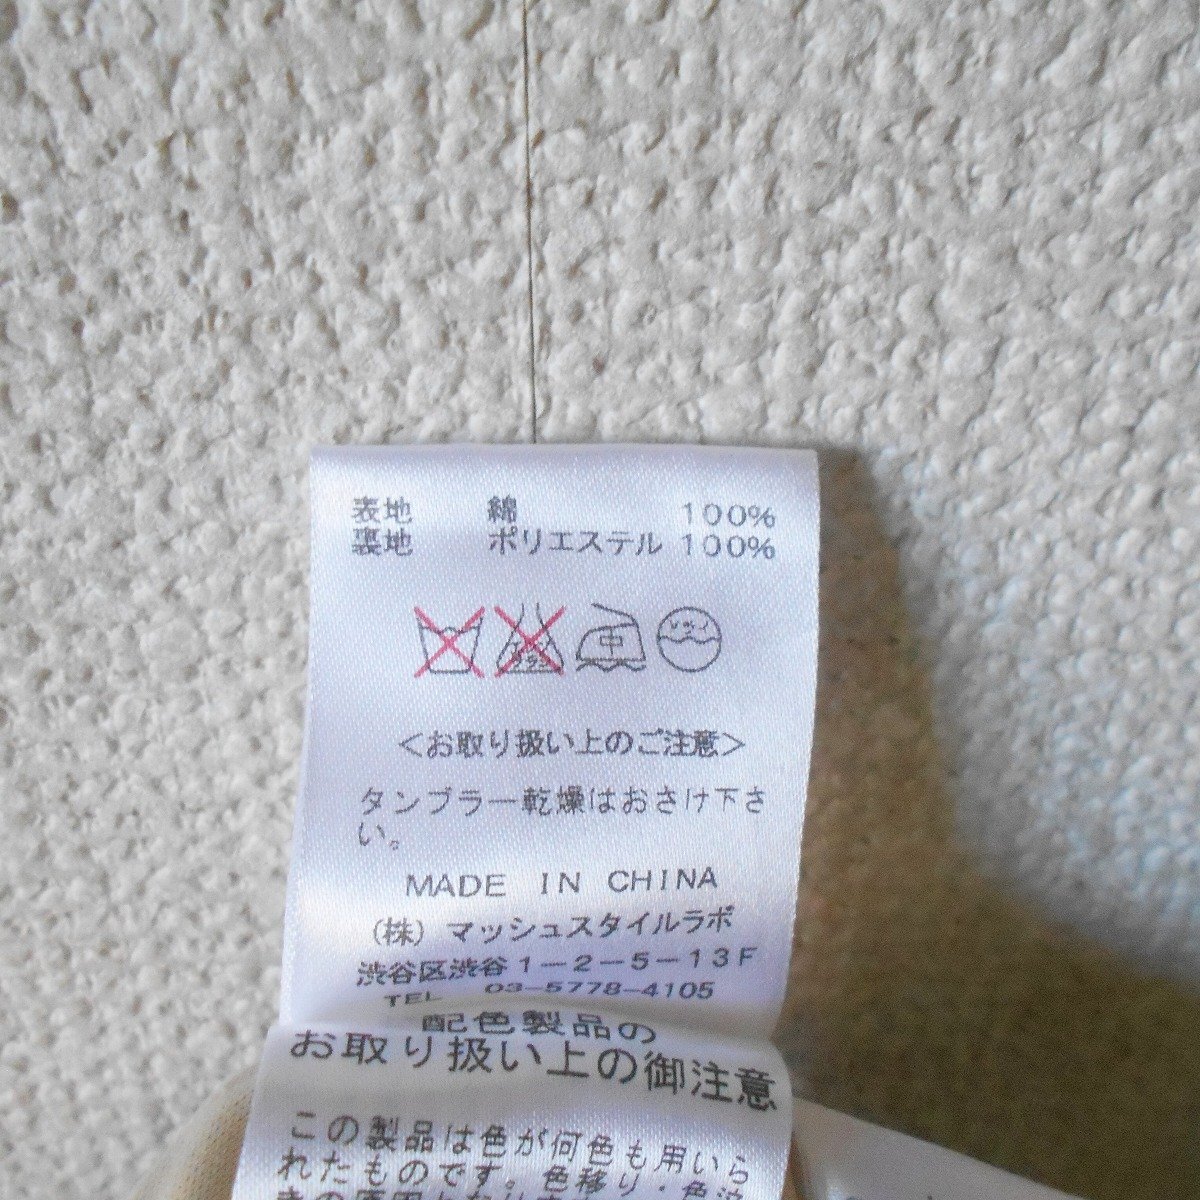 表地 綿 100%
裏地 ポリエステル 100%
中
<お取り扱い上のご注意>
タンブラー乾燥はおさけ下さ
い。
MADE IN CHINA
(株) マッシュスタイルラボ
渋谷区渋谷1-2-5-13F
TEL 03-5778-4105
配色製品の
お取り扱い上の御注意
この製品は色が何色も用いら
れたものです。色移り・色